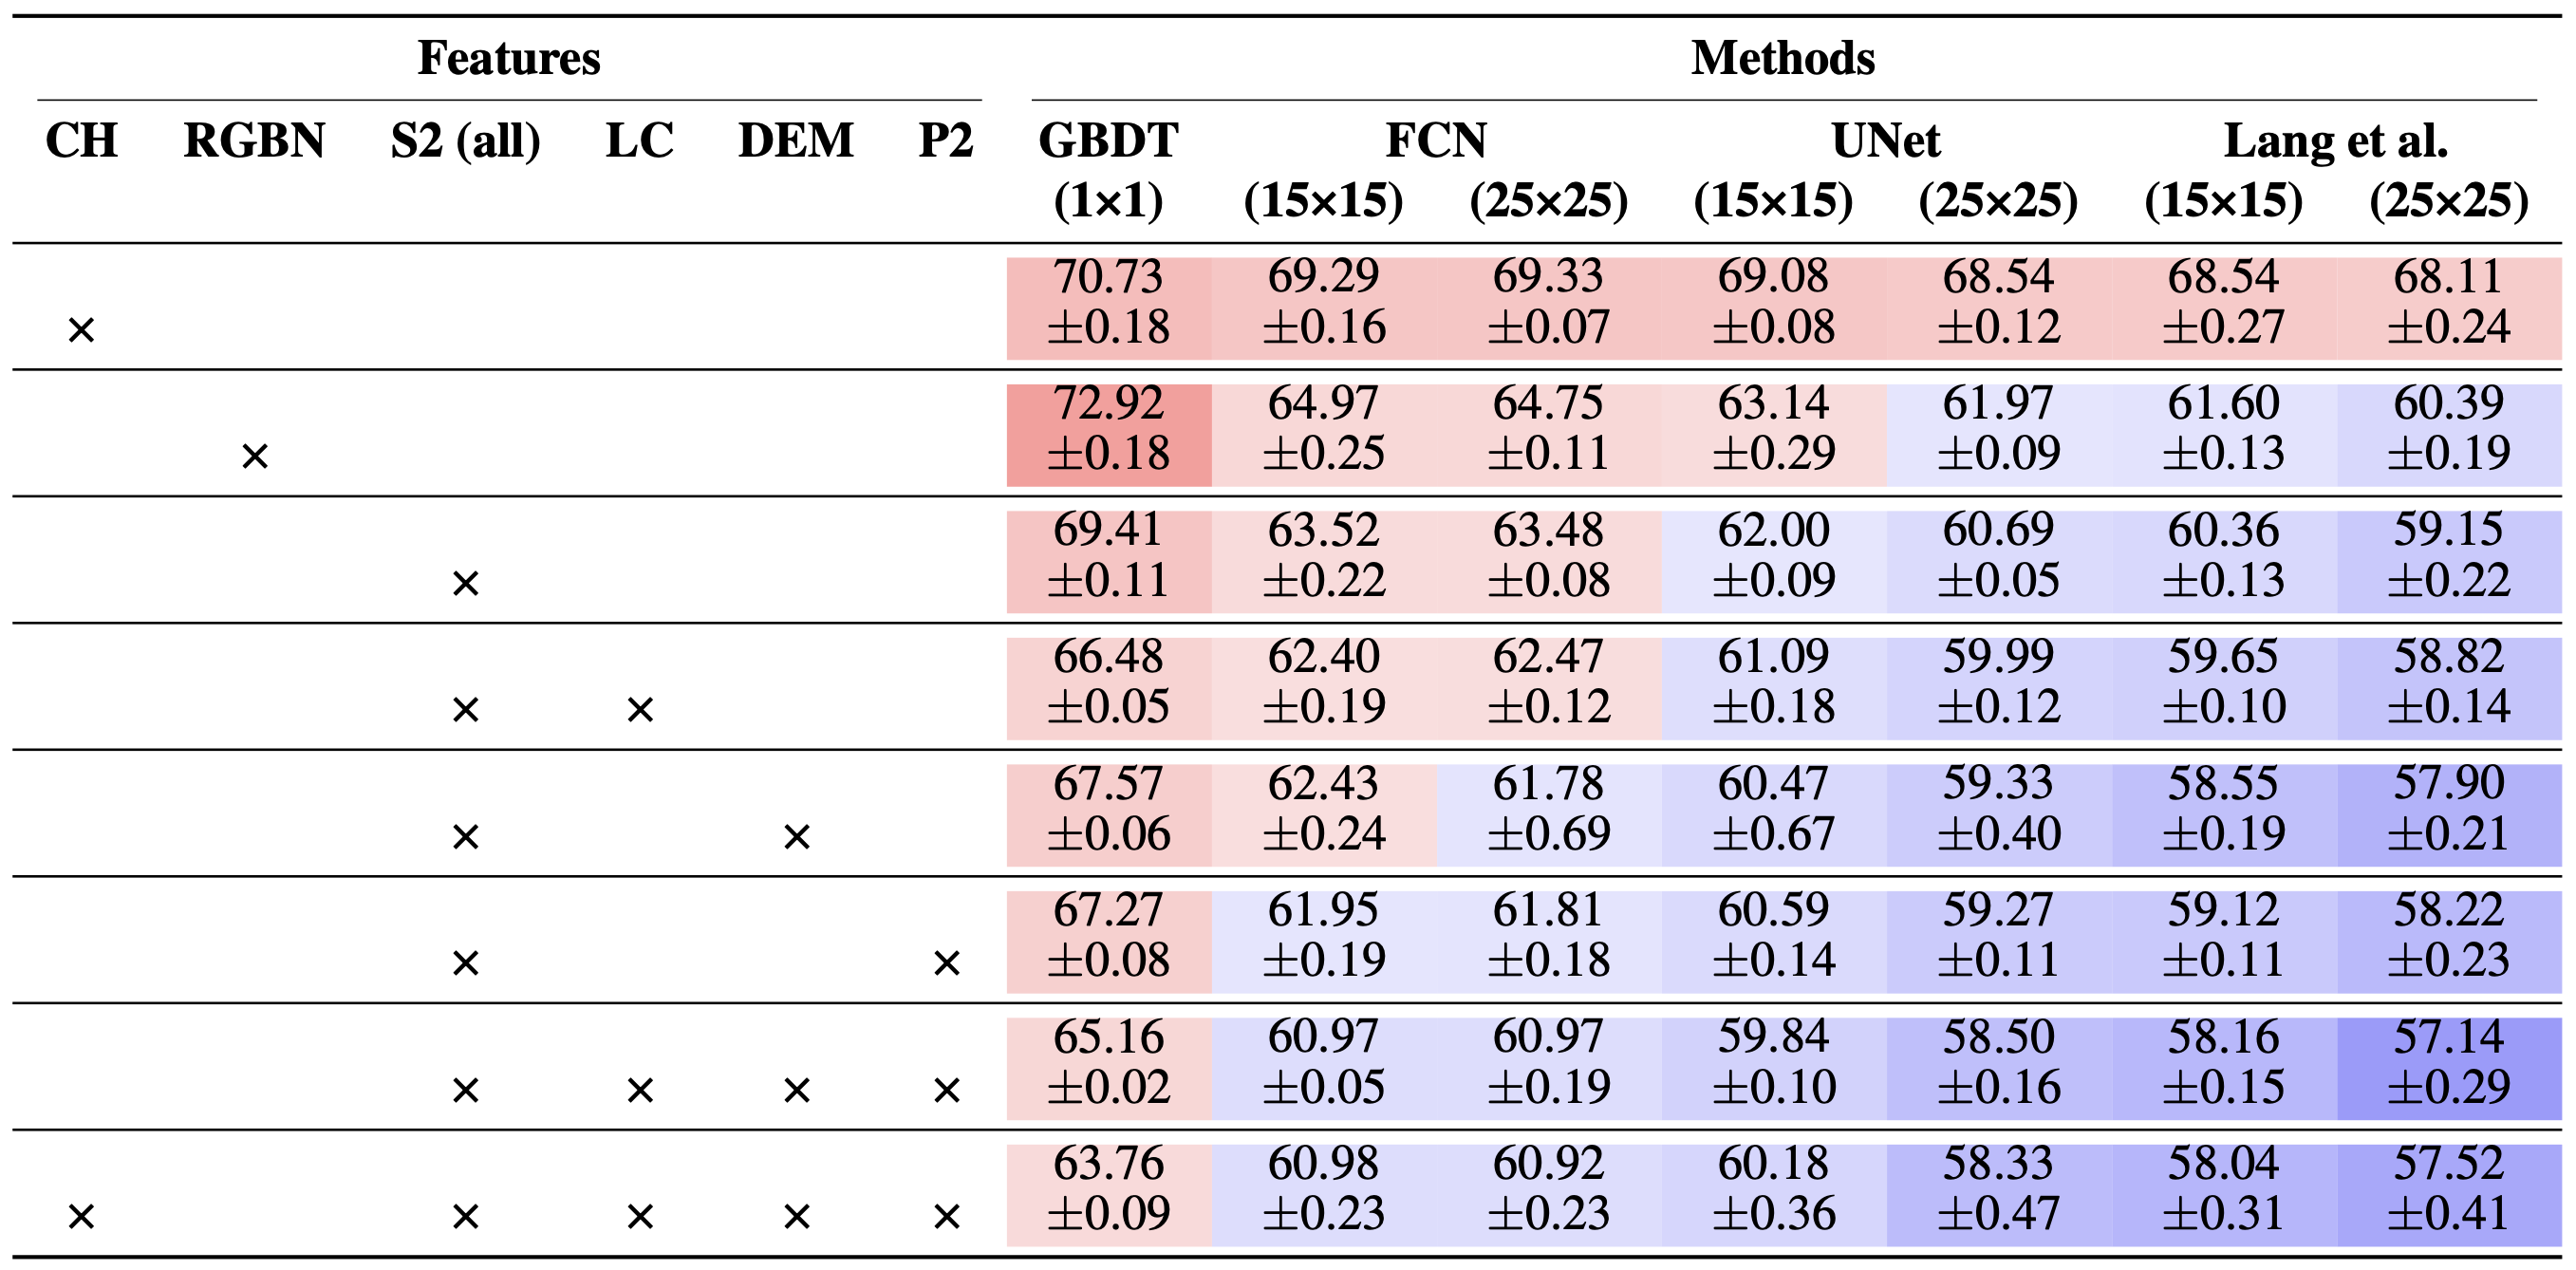 Features Methods
CH RGBN S2 (all) LC DEM P2 GBDT FCN UNet Lang et al.
(1×1) (15×15) (25×25) (15×15) (25×25) (15×15) (25×25)
70.73 69.29 69.33 69.08 68.54 68.54 68.11
× ±0.18 ±0.16 ±0.07 ±0.08 ±0.12 ±0.27 ±0.24
72.92 64.97 64.75 63.14 61.97 61.60 60.39
× ±0.18 ±0.25 ±0.11 ±0.29 ±0.09 ±0.13 ±0.19
69.41 63.52 63.48 62.00 60.69 60.36 59.15
× ±0.11 ±0.22 ±0.08 ±0.09 ±0.05 ±0.13 ±0.22
66.48 62.40 62.47 61.09 59.99 59.65 58.82
× × ±0.05 ±0.19 ±0.12 ±0.18 ±0.12 ±0.10 ±0.14
67.57 62.43 61.78 60.47 59.33 58.55 57.90
× × ±0.06 ±0.24 ±0.69 ±0.67 ±0.40 ±0.19 ±0.21
67.27 61.95 61.81 60.59 59.27 59.12 58.22
× × ±0.08 ±0.19 ±0.18 ±0.14 ±0.11 ±0.11 ±0.23
65.16 60.97 60.97 59.84 58.50 58.16 57.14
× × × × ±0.02 ±0.05 ±0.19 ±0.10 ±0.16 ±0.15 ±0.29
63.76 60.98 60.92 60.18 58.33 58.04 57.52
× × × × × ±0.09 ±0.23 ±0.23 ±0.36 ±0.47 ±0.31 ±0.41